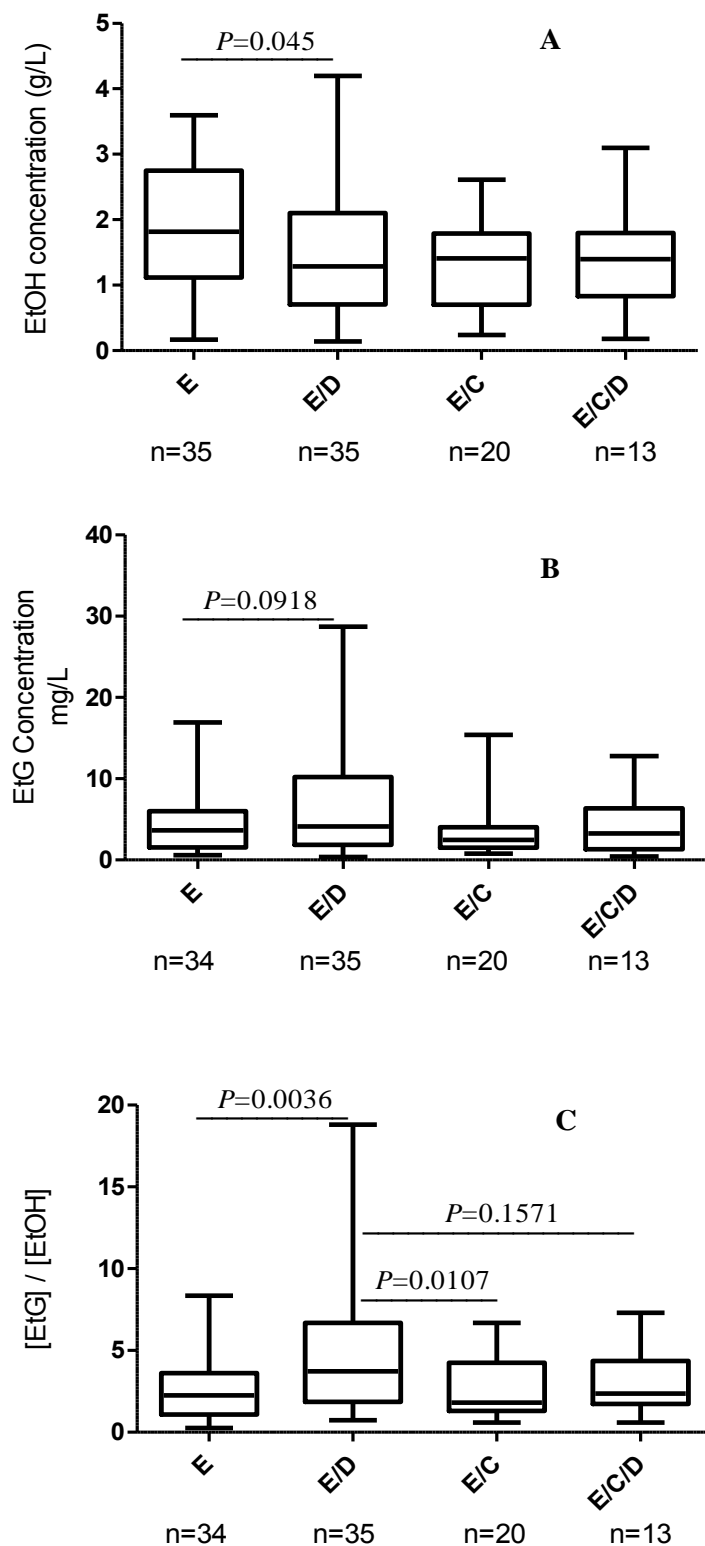 A
P=0.045
EtOH concentration (g/L)
5
4
3
2
1
0
E E/D E/C E/C/D
n=35 n=35 n=20 n=13
B
P=0.0918
EtG Concentration
mg/L
40
30
20
10
0
E E/D E/C E/C/D
n=34 n=35 n=20 n=13
C
P=0.0036
P=0.1571
P=0.0107
[EtG] / [EtOH]
20
15
10
5
0
E E/D E/C E/C/D
n=34 n=35 n=20 n=13